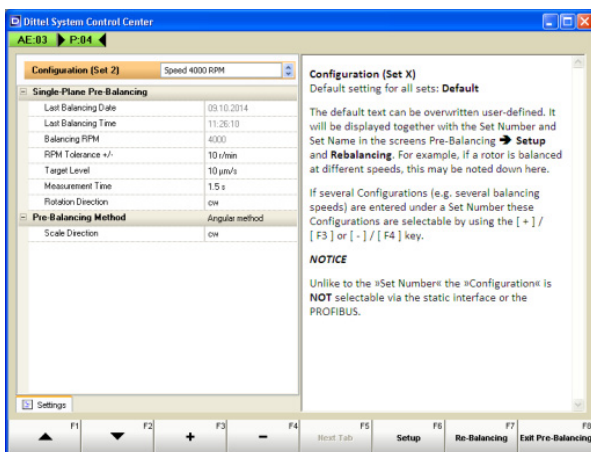 Dittel System Control Center
AE:03 P:04
Configuration (Set 2) Speed 4000 RPM
Single-Plane Pre-Balancing
Last Balancing Date 09.10.2014
Last Balancing Time 11:26:10
Balancing RPM 4000
RPM Tolerance +/- 10 r/min
Target Level 10 µm/s
Measurement Time 1.5 s
Rotation Direction cw
Pre-Balancing Method Angular method
Scale Direction cw
Settings
Configuration (Set X)
Default setting for all sets: Default
The default text can be overwritten user-defined. It
will be displayed together with the Set Number and
Set Name in the screens Pre-Balancing ➔ Setup
and Rebalancing. For example, if a rotor is balanced
at different speeds, this may be noted down here.
If several Configurations (e.g. several balancing
speeds) are entered under a Set Number these
Configurations are selectable by using the [ + ] /
[ F3 ] or [ - ] / [ F4 ] key.
NOTICE
Unlike to the »Set Number« the »Configuration« is
NOT selectable via the static interface or the
PROFIBUS.
F1 F2 F3 F4 F5 F6 F7 F8
+ - Next Tab Setup Re-Balancing Exit Pre-Balancing